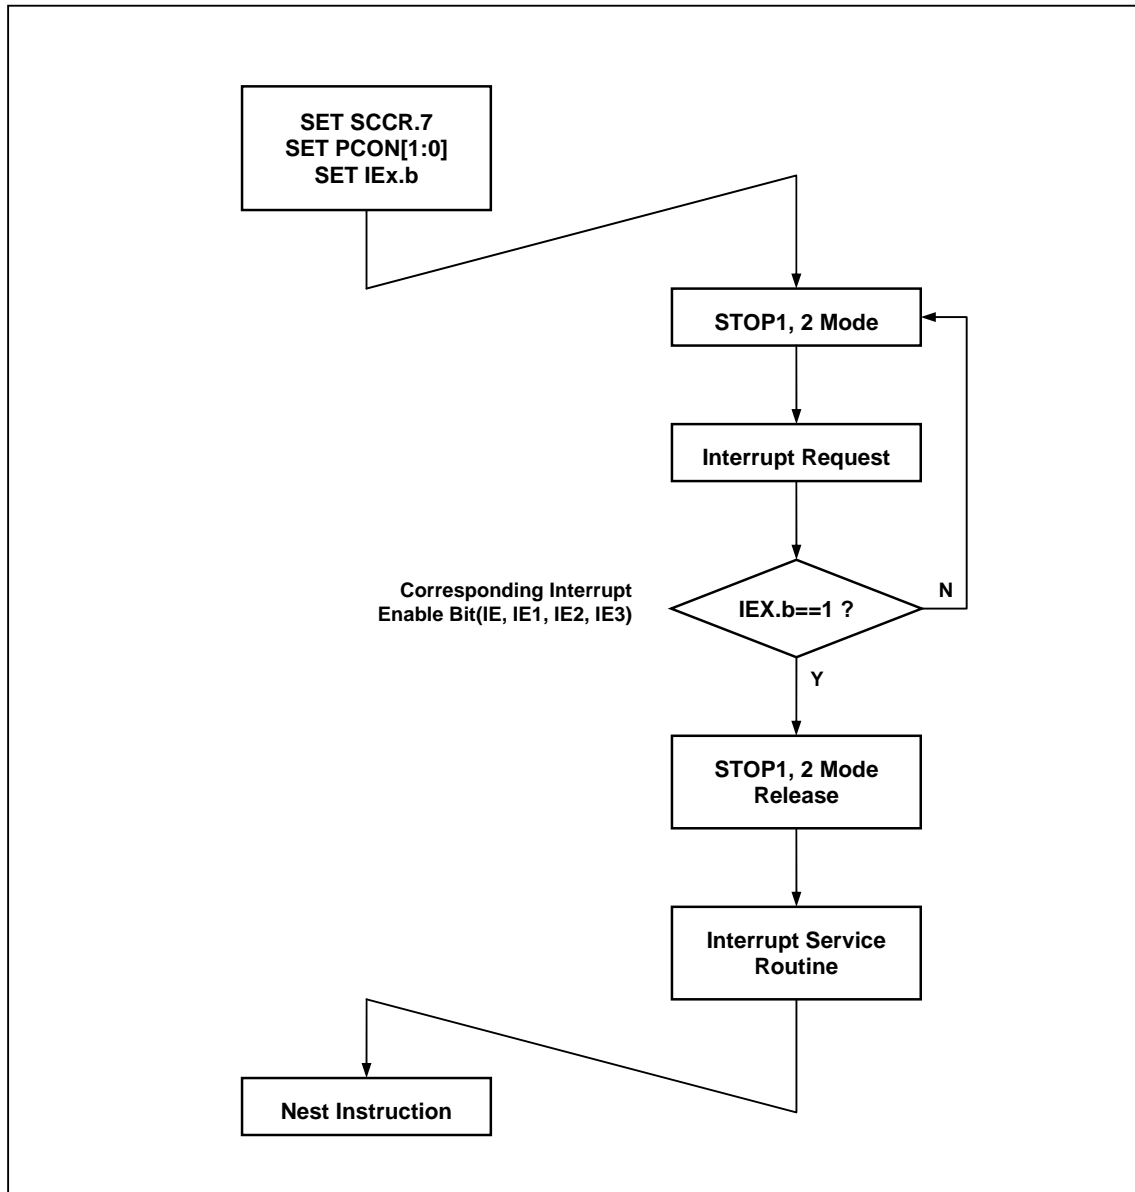 SET SCCR.7
SET PCON[1:0]
SET IEx.b
STOP1, 2 Mode
Interrupt Request
Corresponding Interrupt
Enable Bit(IE, IE1, IE2, IE3)
IEX.b==1 ?
N
Y
STOP1, 2 Mode
Release
Interrupt Service
Routine
Nest Instruction